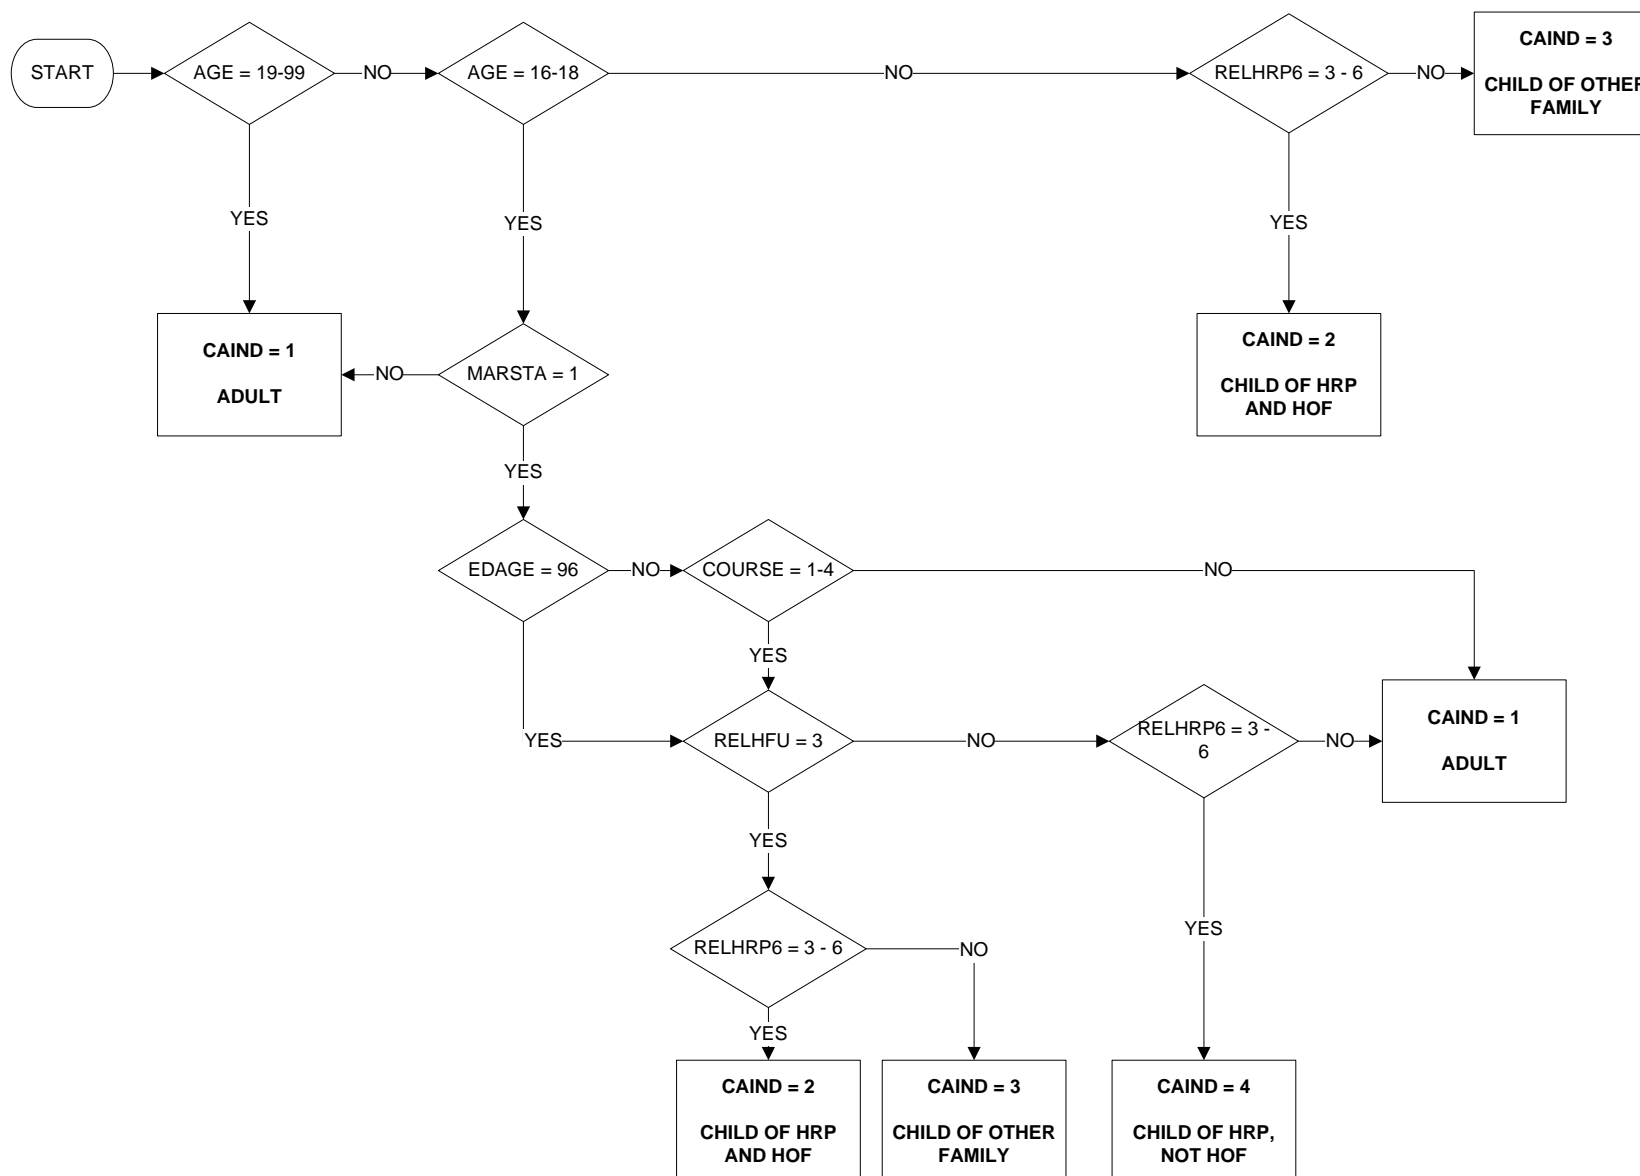 START
AGE = 19-99
NO
AGE = 16-18
NO
RELHRP6 = 3 - 6
NO
CAIND = 3
CHILD OF OTHER
FAMILY
YES
YES
YES
CAIND = 1
ADULT
NO
MARSTA = 1
CAIND = 2
CHILD OF HRP
AND HOF
YES
EDAGE = 96
NO
COURSE = 1-4
NO
YES
YES
RELHFU = 3
NO
RELHRP6 = 3 -
6
NO
CAIND = 1
ADULT
YES
YES
RELHRP6 = 3 - 6
NO
YES
CAIND = 2
CHILD OF HRP
AND HOF
CAIND = 3
CHILD OF OTHER
FAMILY
CAIND = 4
CHILD OF HRP,
NOT HOF